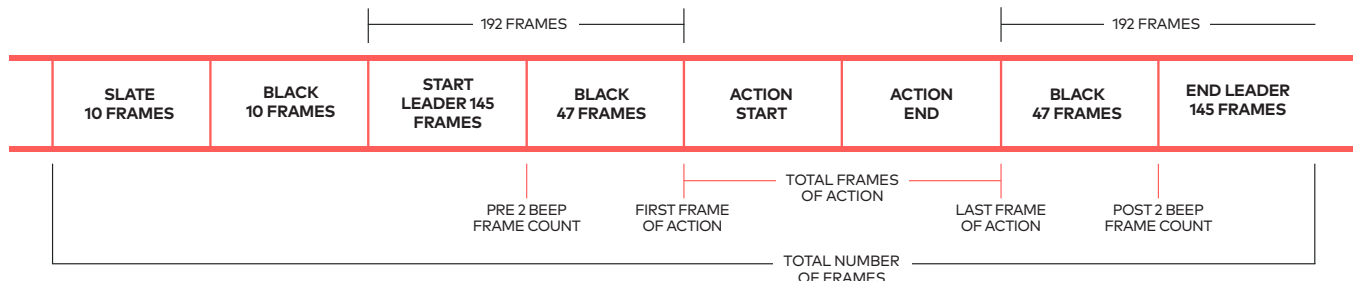 192 FRAMES
192 FRAMES
SLATE
10 FRAMES
BLACK
10 FRAMES
START
LEADER 145
FRAMES
BLACK
47 FRAMES
ACTION
START
ACTION
END
BLACK
47 FRAMES
END LEADER
145 FRAMES
TOTAL FRAMES
OF ACTION
PRE 2 BEEP
FRAME COUNT
FIRST FRAME
OF ACTION
LAST FRAME
OF ACTION
POST 2 BEEP
FRAME COUNT
TOTAL NUMBER
OF FRAMES